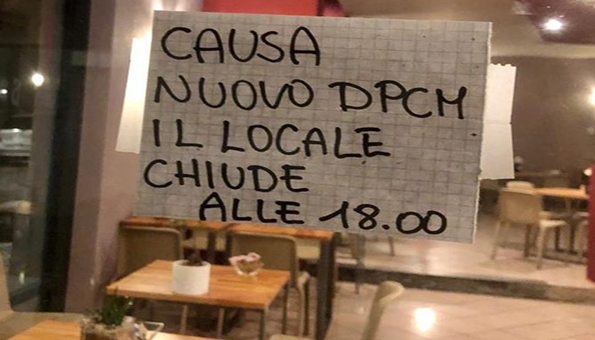 CAUSA
NUOVO DPCM
IL LOCALE
CHIUDE
ALLE 18.00